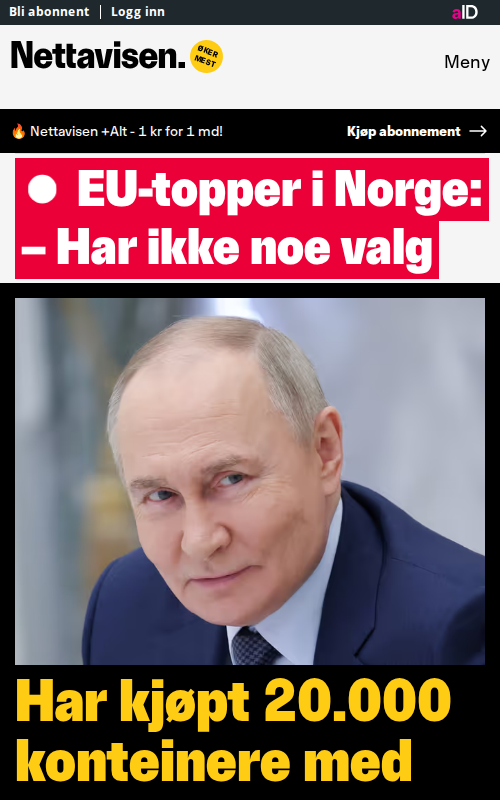 Bli abonnent | Logg inn
aID
Nettavisen.
ØKER
MEST
Meny
🔥 Nettavisen +Alt - 1 kr for 1 md!
Kjøp abonnement →
● EU-topper i Norge:
– Har ikke noe valg
Har kjøpt 20.000
konteinere med